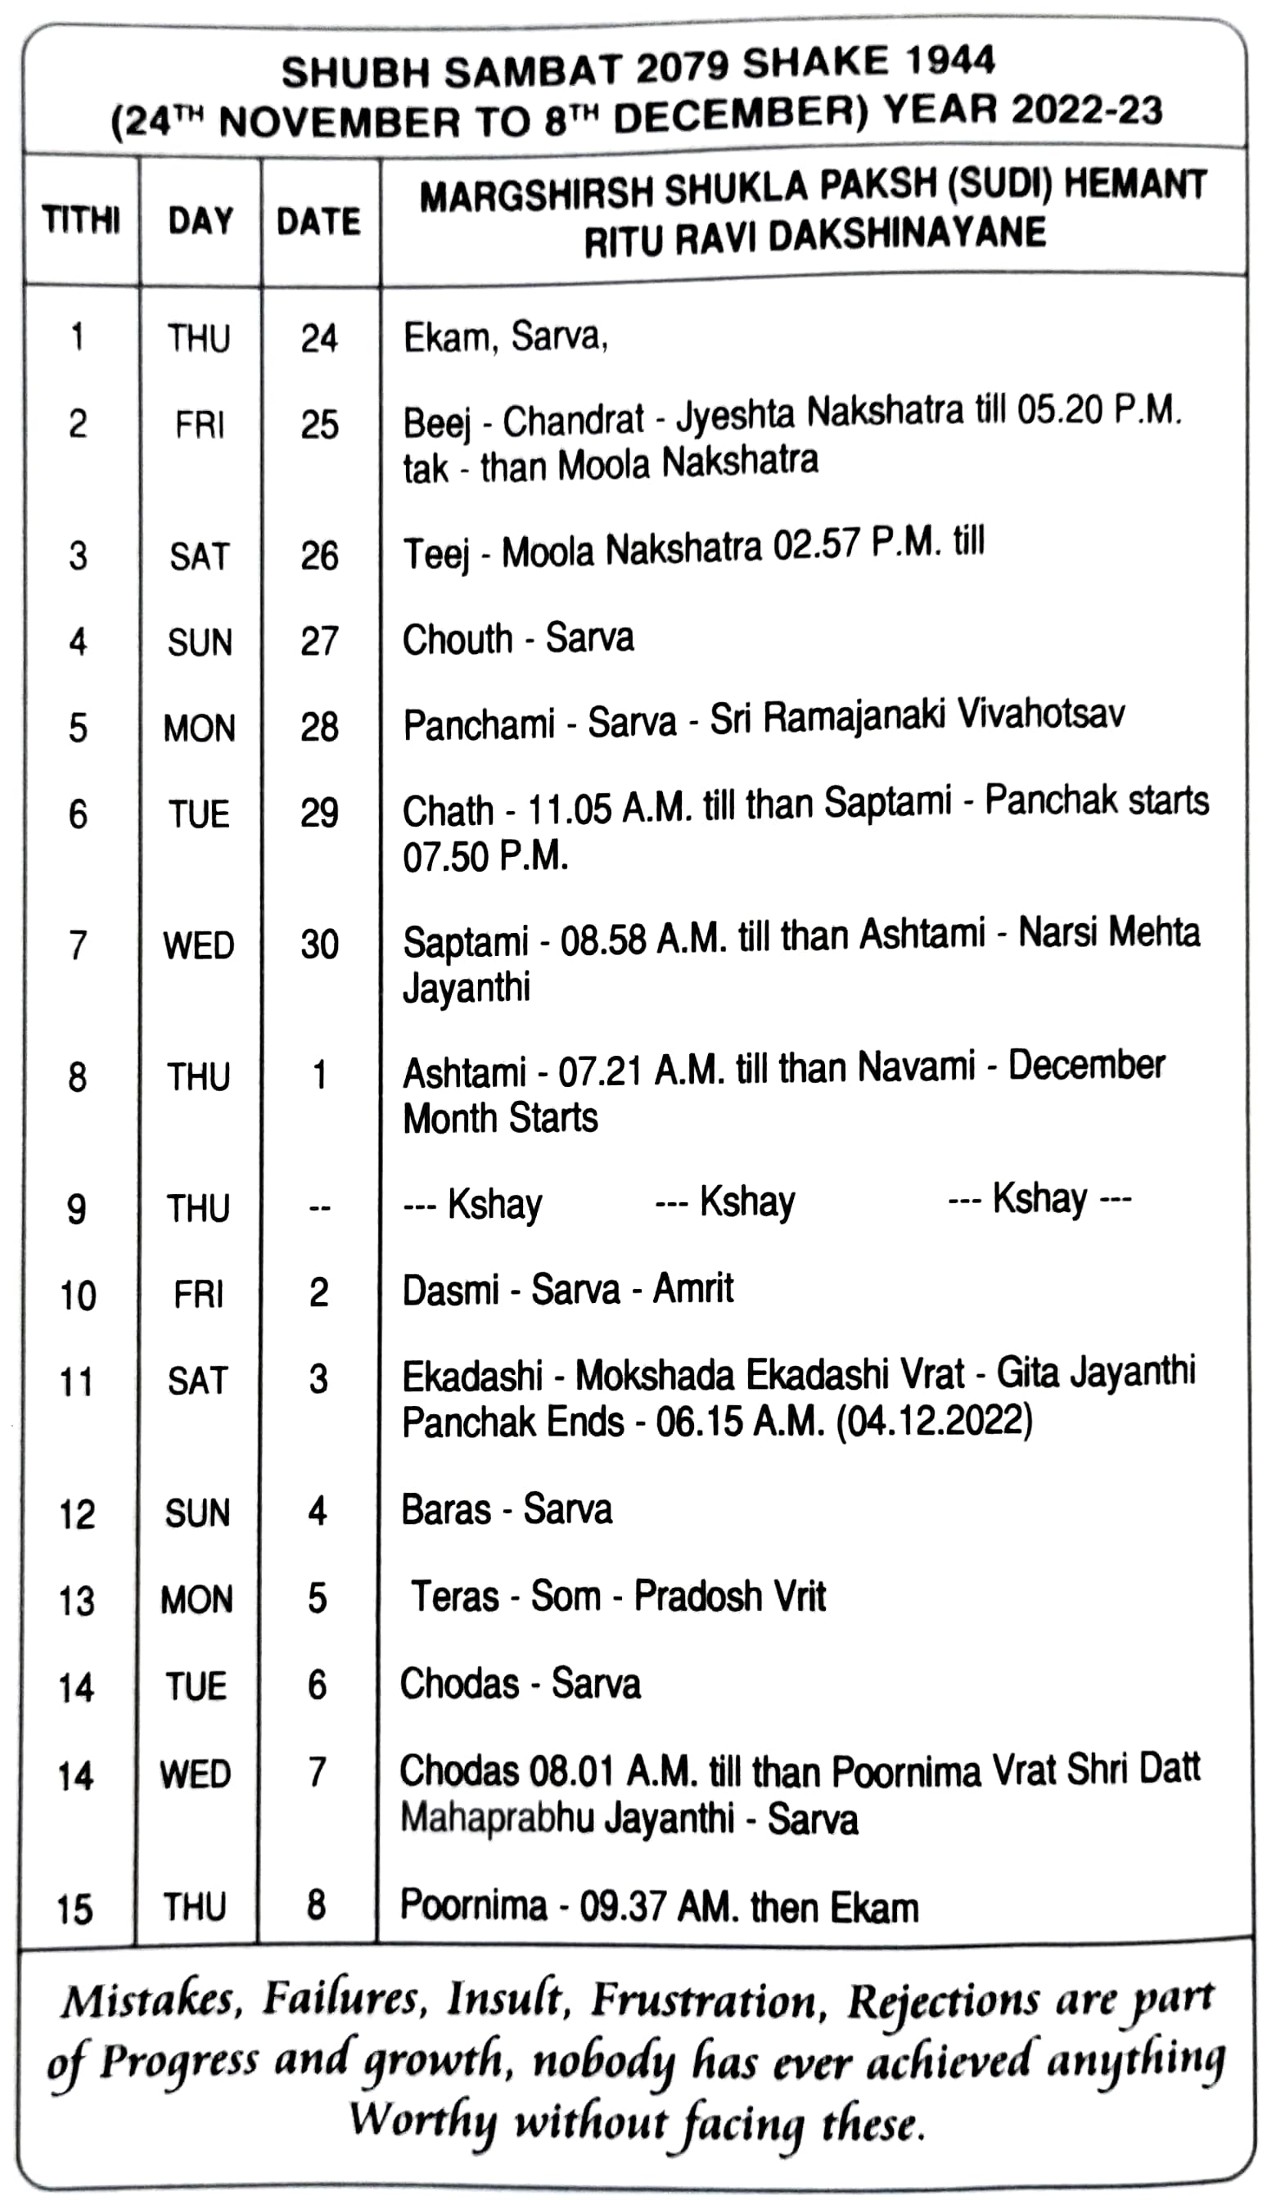 SHUBH SAMBAT 2079 SHAKE 1944
(24TH NOVEMBER TO 8TH DECEMBER) YEAR 2022-23
TITHI DAY DATE MARGSHIRSH SHUKLA PAKSH (SUDI) HEMANT
RITU RAVI DAKSHINAYANE
1 THU 24 Ekam, Sarva,
2 FRI 25 Beej - Chandrat - Jyeshta Nakshatra till 05.20 P.M.
tak - than Moola Nakshatra
3 SAT 26 Teej - Moola Nakshatra 02.57 P.M. till
4 SUN 27 Chouth - Sarva
5 MON 28 Panchami - Sarva - Sri Ramajanaki Vivahotsav
6 TUE 29 Chath - 11.05 A.M. till than Saptami - Panchak starts
07.50 P.M.
7 WED 30 Saptami - 08.58 A.M. till than Ashtami - Narsi Mehta
Jayanthi
8 THU 1 Ashtami - 07.21 A.M. till than Navami - December
Month Starts
9 THU -- --- Kshay --- Kshay --- Kshay ---
10 FRI 2 Dasmi - Sarva - Amrit
11 SAT 3 Ekadashi - Mokshada Ekadashi Vrat - Gita Jayanthi
Panchak Ends - 06.15 A.M. (04.12.2022)
12 SUN 4 Baras - Sarva
13 MON 5 Teras - Som - Pradosh Vrit
14 TUE 6 Chodas - Sarva
14 WED 7 Chodas 08.01 A.M. till than Poornima Vrat Shri Datt
Mahaprabhu Jayanthi - Sarva
15 THU 8 Poornima - 09.37 AM. then Ekam
Mistakes, Failures, Insult, Frustration, Rejections are part
of Progress and growth, nobody has ever achieved anything
Worthy without facing these.